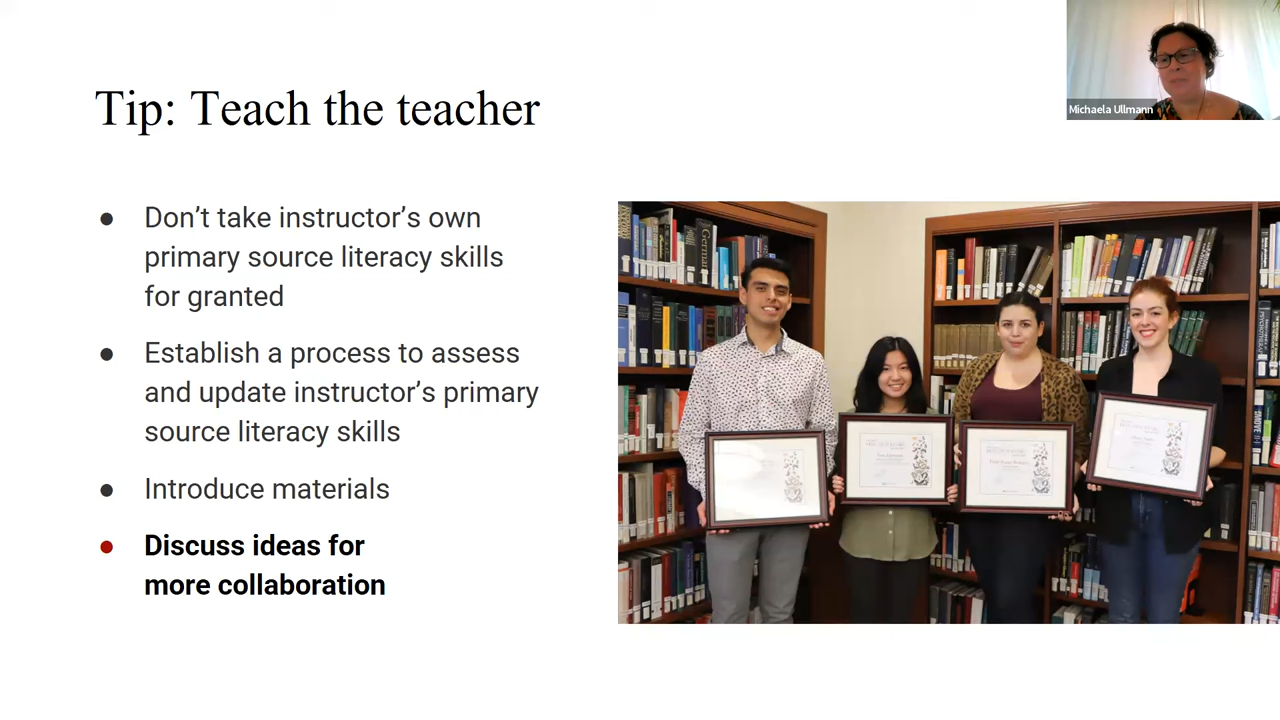 Tip: Teach the teacher
Michaela Ullmann
● Don’t take instructor’s own
primary source literacy skills
for granted
● Establish a process to assess
and update instructor’s primary
source literacy skills
● Introduce materials
● Discuss ideas for
more collaboration
German